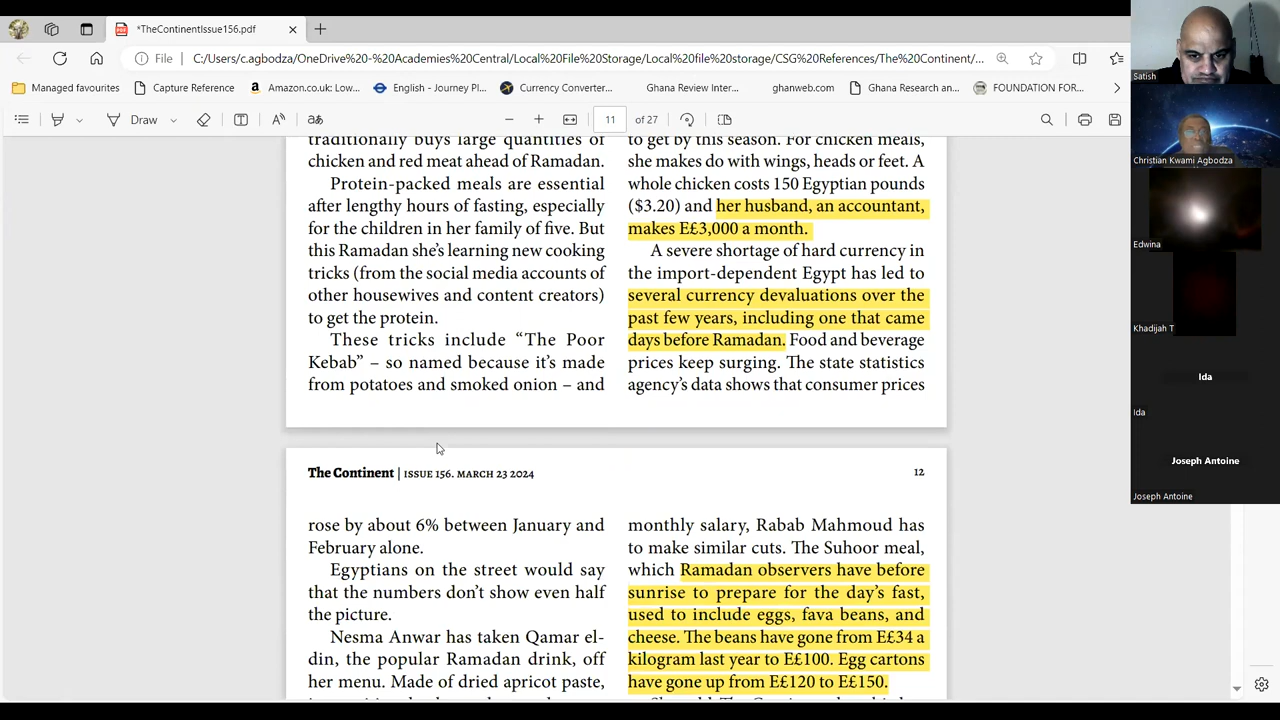 *TheContinentIssue156.pdf
File
C:/Users/c.agbodza/OneDrive%20-%20Academies%20Central/Local%20File%20Storage/Local%20file%20storage/CSG%20References/The%20Continent/...
Managed favourites
Capture Reference
Amazon.co.uk: Low...
English - Journey Pl...
Currency Converter...
Ghana Review Inter...
ghanweb.com
Ghana Research an...
FOUNDATION FOR...
Draw
11 of 27
traditionally buys large quantities of
chicken and red meat ahead of Ramadan.
Protein-packed meals are essential
after lengthy hours of fasting, especially
for the children in her family of five. But
this Ramadan she's learning new cooking
tricks (from the social media accounts of
other housewives and content creators)
to get the protein.
These tricks include “The Poor
Kebab” – so named because it's made
from potatoes and smoked onion – and
to get by this season. For chicken meals,
she makes do with wings, heads or feet. A
whole chicken costs 150 Egyptian pounds
($3.20) and her husband, an accountant,
makes E£3,000 a month.
A severe shortage of hard currency in
the import-dependent Egypt has led to
several currency devaluations over the
past few years, including one that came
days before Ramadan. Food and beverage
prices keep surging. The state statistics
agency's data shows that consumer prices
The Continent | ISSUE 156. MARCH 23 2024
12
rose by about 6% between January and
February alone.
Egyptians on the street would say
that the numbers don't show even half
the picture.
Nesma Anwar has taken Qamar el-
din, the popular Ramadan drink, off
her menu. Made of dried apricot paste,
monthly salary, Rabab Mahmoud has
to make similar cuts. The Suhoor meal,
which Ramadan observers have before
sunrise to prepare for the day's fast,
used to include eggs, fava beans, and
cheese. The beans have gone from E£34 a
kilogram last year to E£100. Egg cartons
have gone up from E£120 to E£150.
Satish
Christian Kwami Agbodza
Edwina
Khadijah T
Ida
Ida
Joseph Antoine
Joseph Antoine